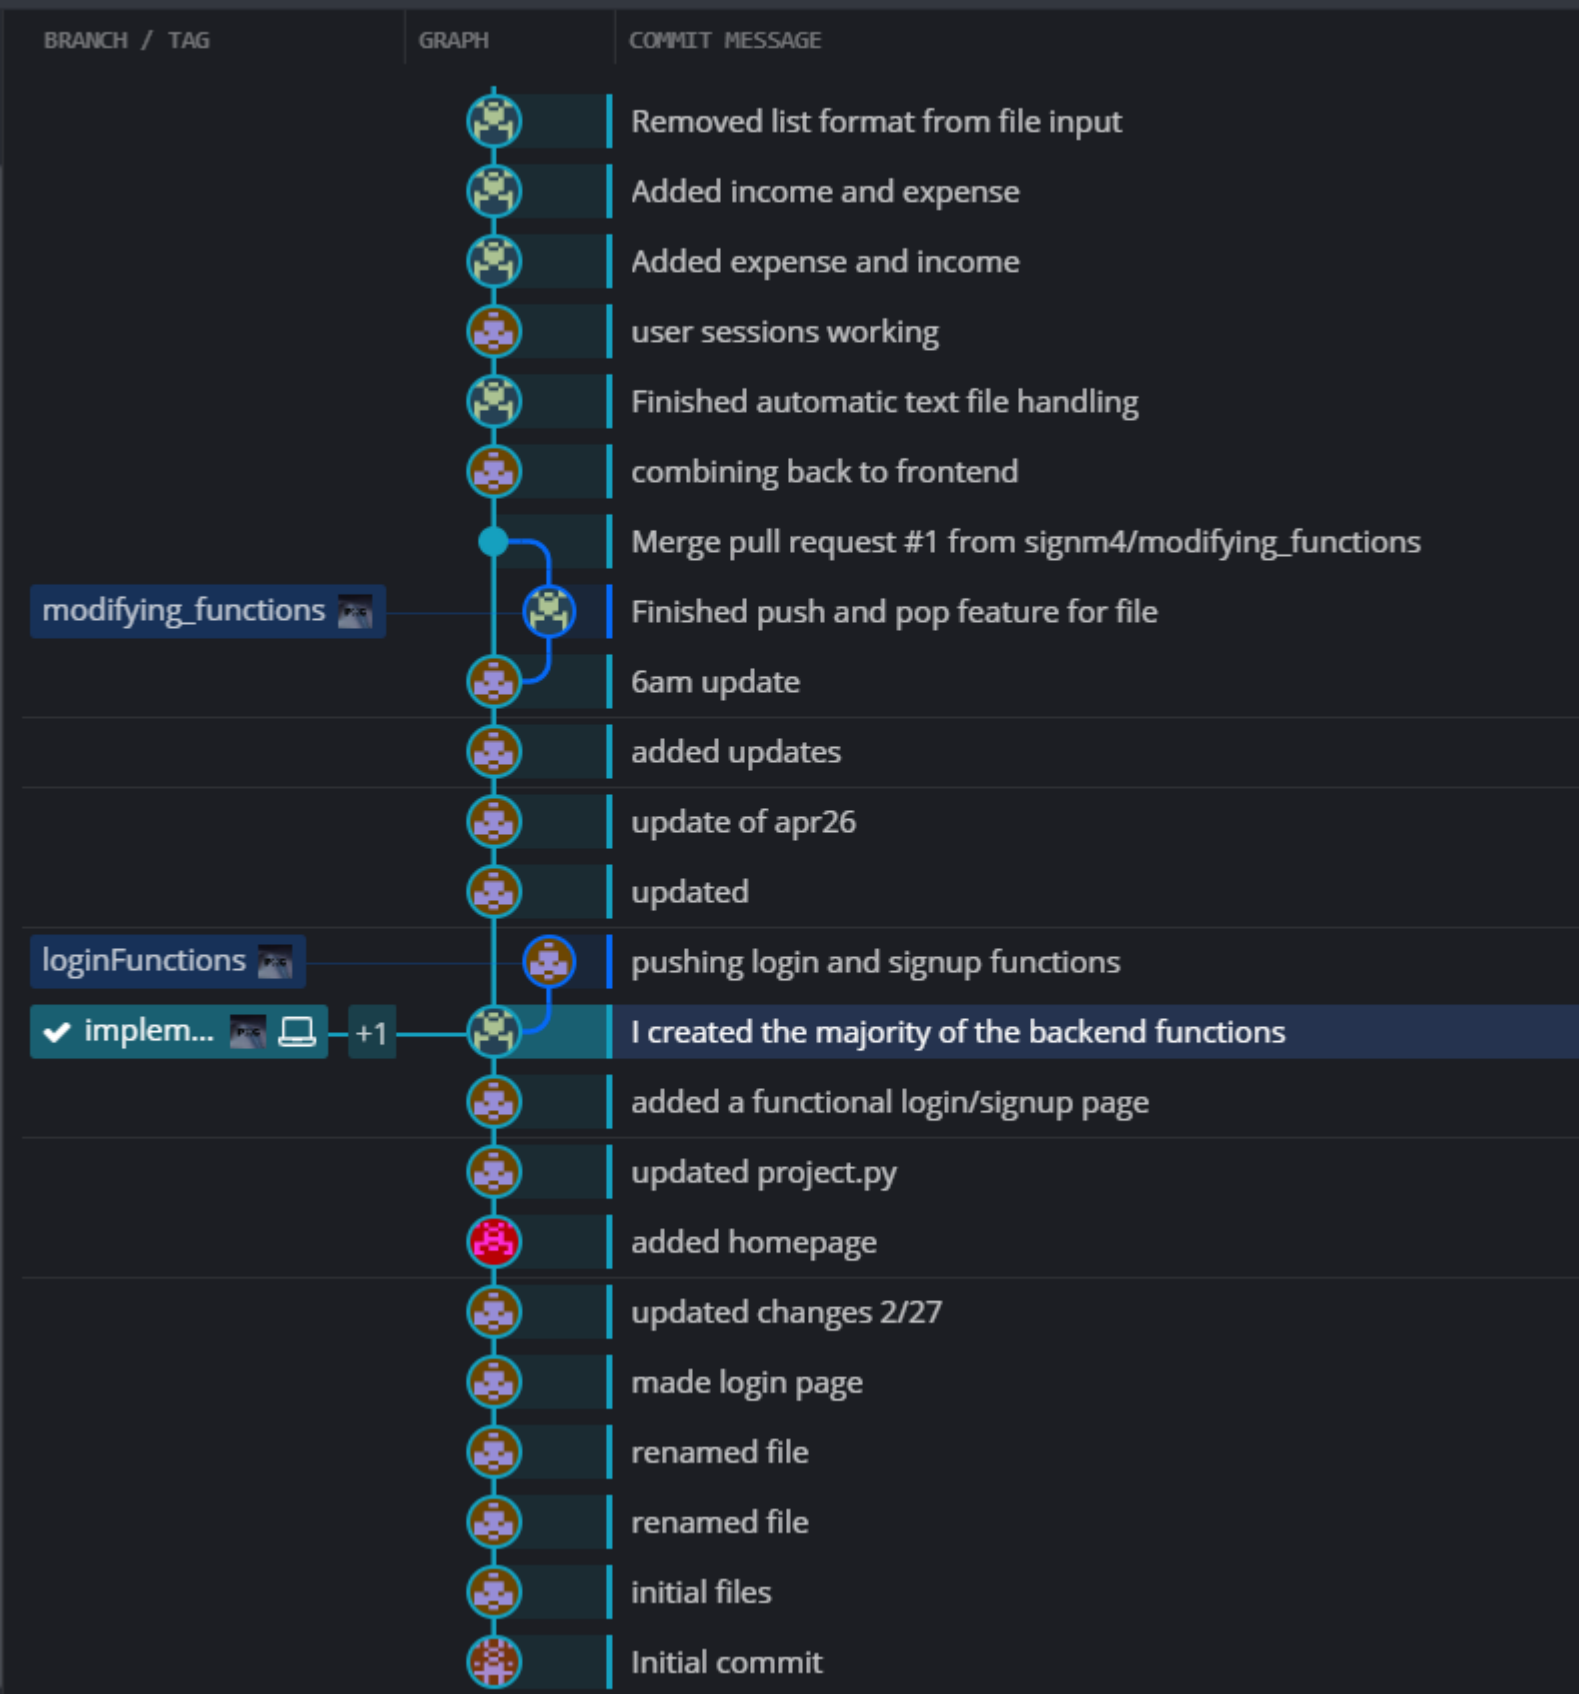 BRANCH / TAG GRAPH COMMIT MESSAGE
Removed list format from file input
Added income and expense
Added expense and income
user sessions working
Finished automatic text file handling
combining back to frontend
Merge pull request #1 from signm4/modifying_functions
modifying_functions Finished push and pop feature for file
6am update
added updates
update of apr26
updated
loginFunctions pushing login and signup functions
implem... +1 I created the majority of the backend functions
added a functional login/signup page
updated project.py
added homepage
updated changes 2/27
made login page
renamed file
renamed file
initial files
Initial commit